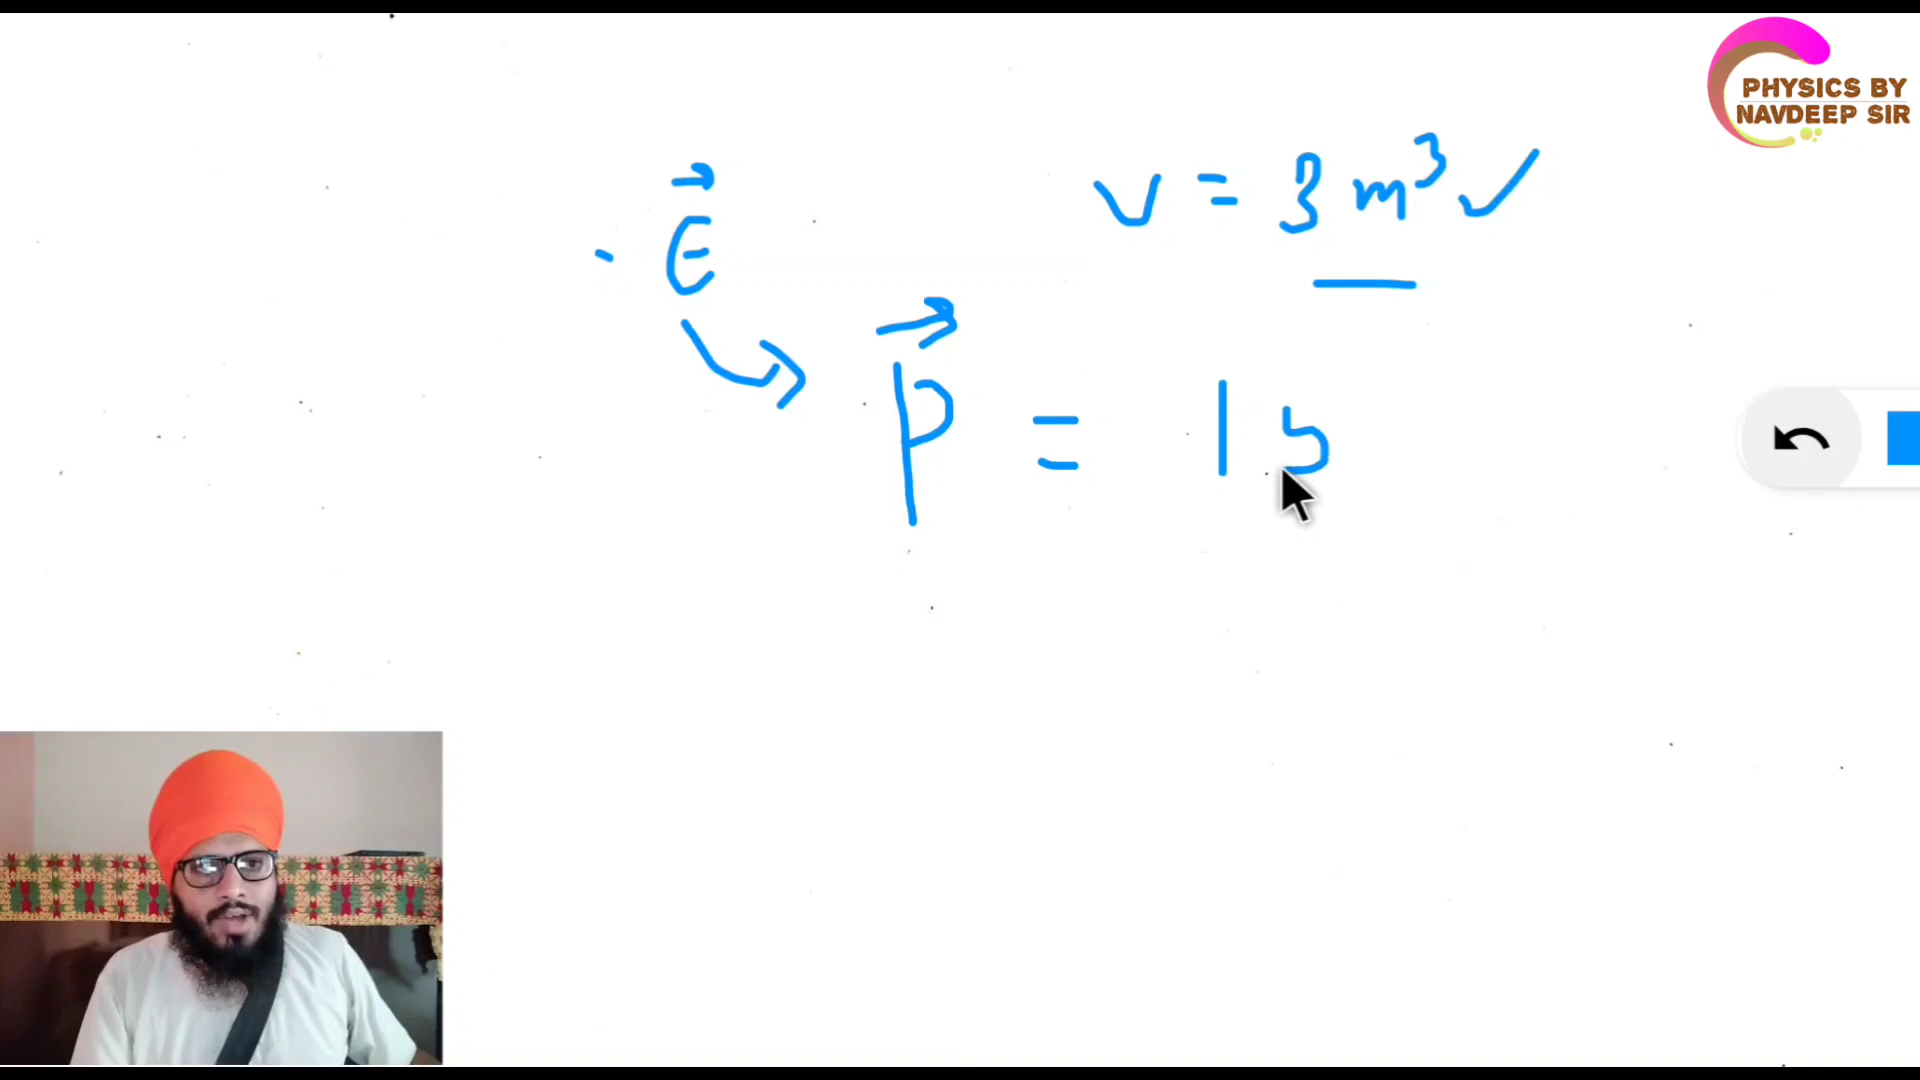 PHYSICS BY
NAVDEEP SIR
V = 3 m³ ✓
→
E
→
P = 15